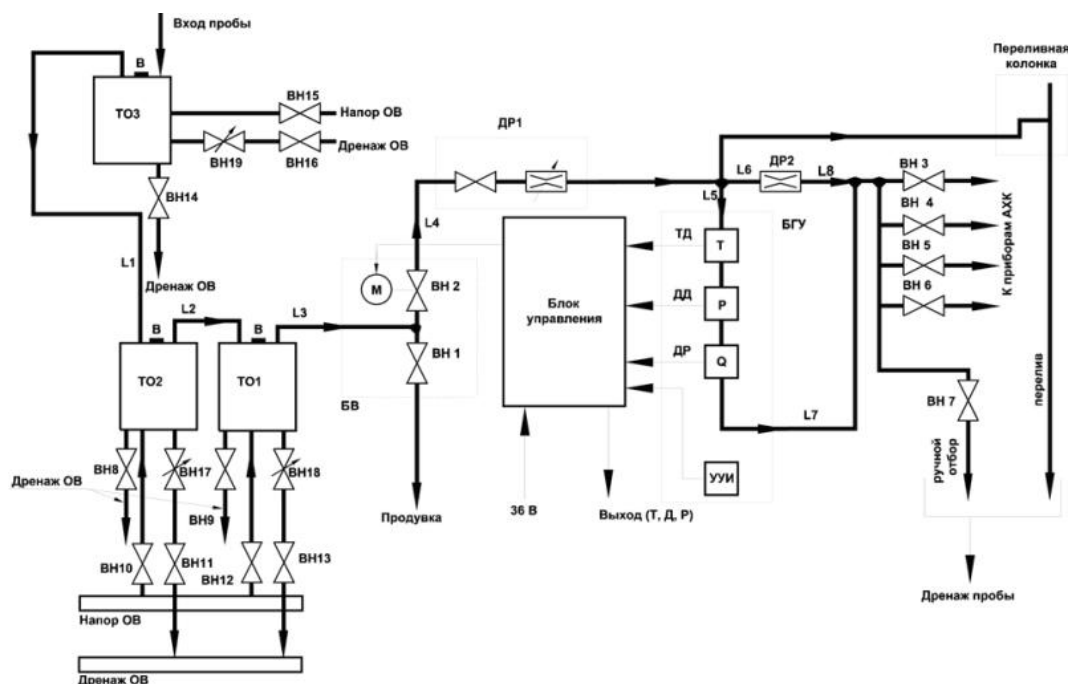 Вход пробы
В
ТО3
ВН15
Напор ОВ
ВН19
ВН16
Дренаж ОВ
ВН14
Дренаж ОВ
L1
L2
L3
В
В
ТО2
ТО1
ВН8
ВН17
ВН18
Дренаж ОВ
ВН9
ВН10
ВН11
ВН12
ВН13
Напор ОВ
Дренаж ОВ
L4
М
ВН 2
ВН 1
БВ
Продувка
ДР1
Блок
управления
36 В
Выход (Т, Д, Р)
ТД
ДД
ДР
L5
Т
Р
Q
УУИ
БГУ
L6
ДР2
L8
L7
ВН 3
ВН 4
ВН 5
ВН 6
ВН 7
К приборам АХК
ручной
отбор
Переливная
колонка
перелив
Дренаж пробы